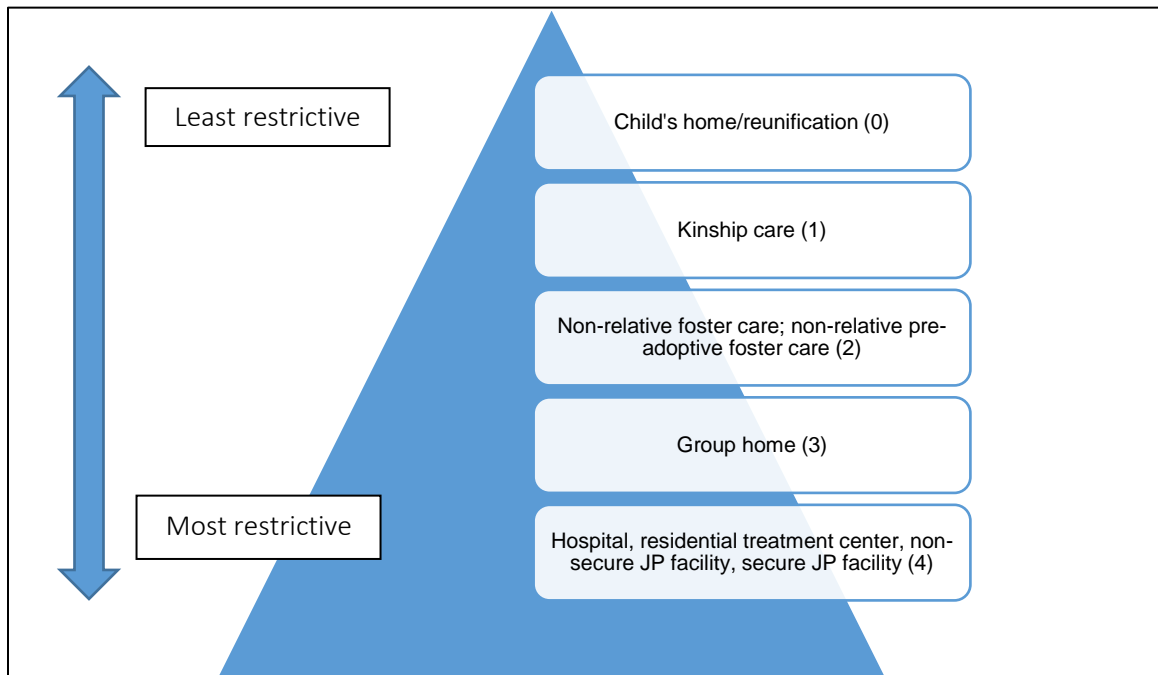 Least restrictive
Child's home/reunification (0)
Kinship care (1)
Non-relative foster care; non-relative pre-
adoptive foster care (2)
Group home (3)
Most restrictive
Hospital, residential treatment center, non-
secure JP facility, secure JP facility (4)